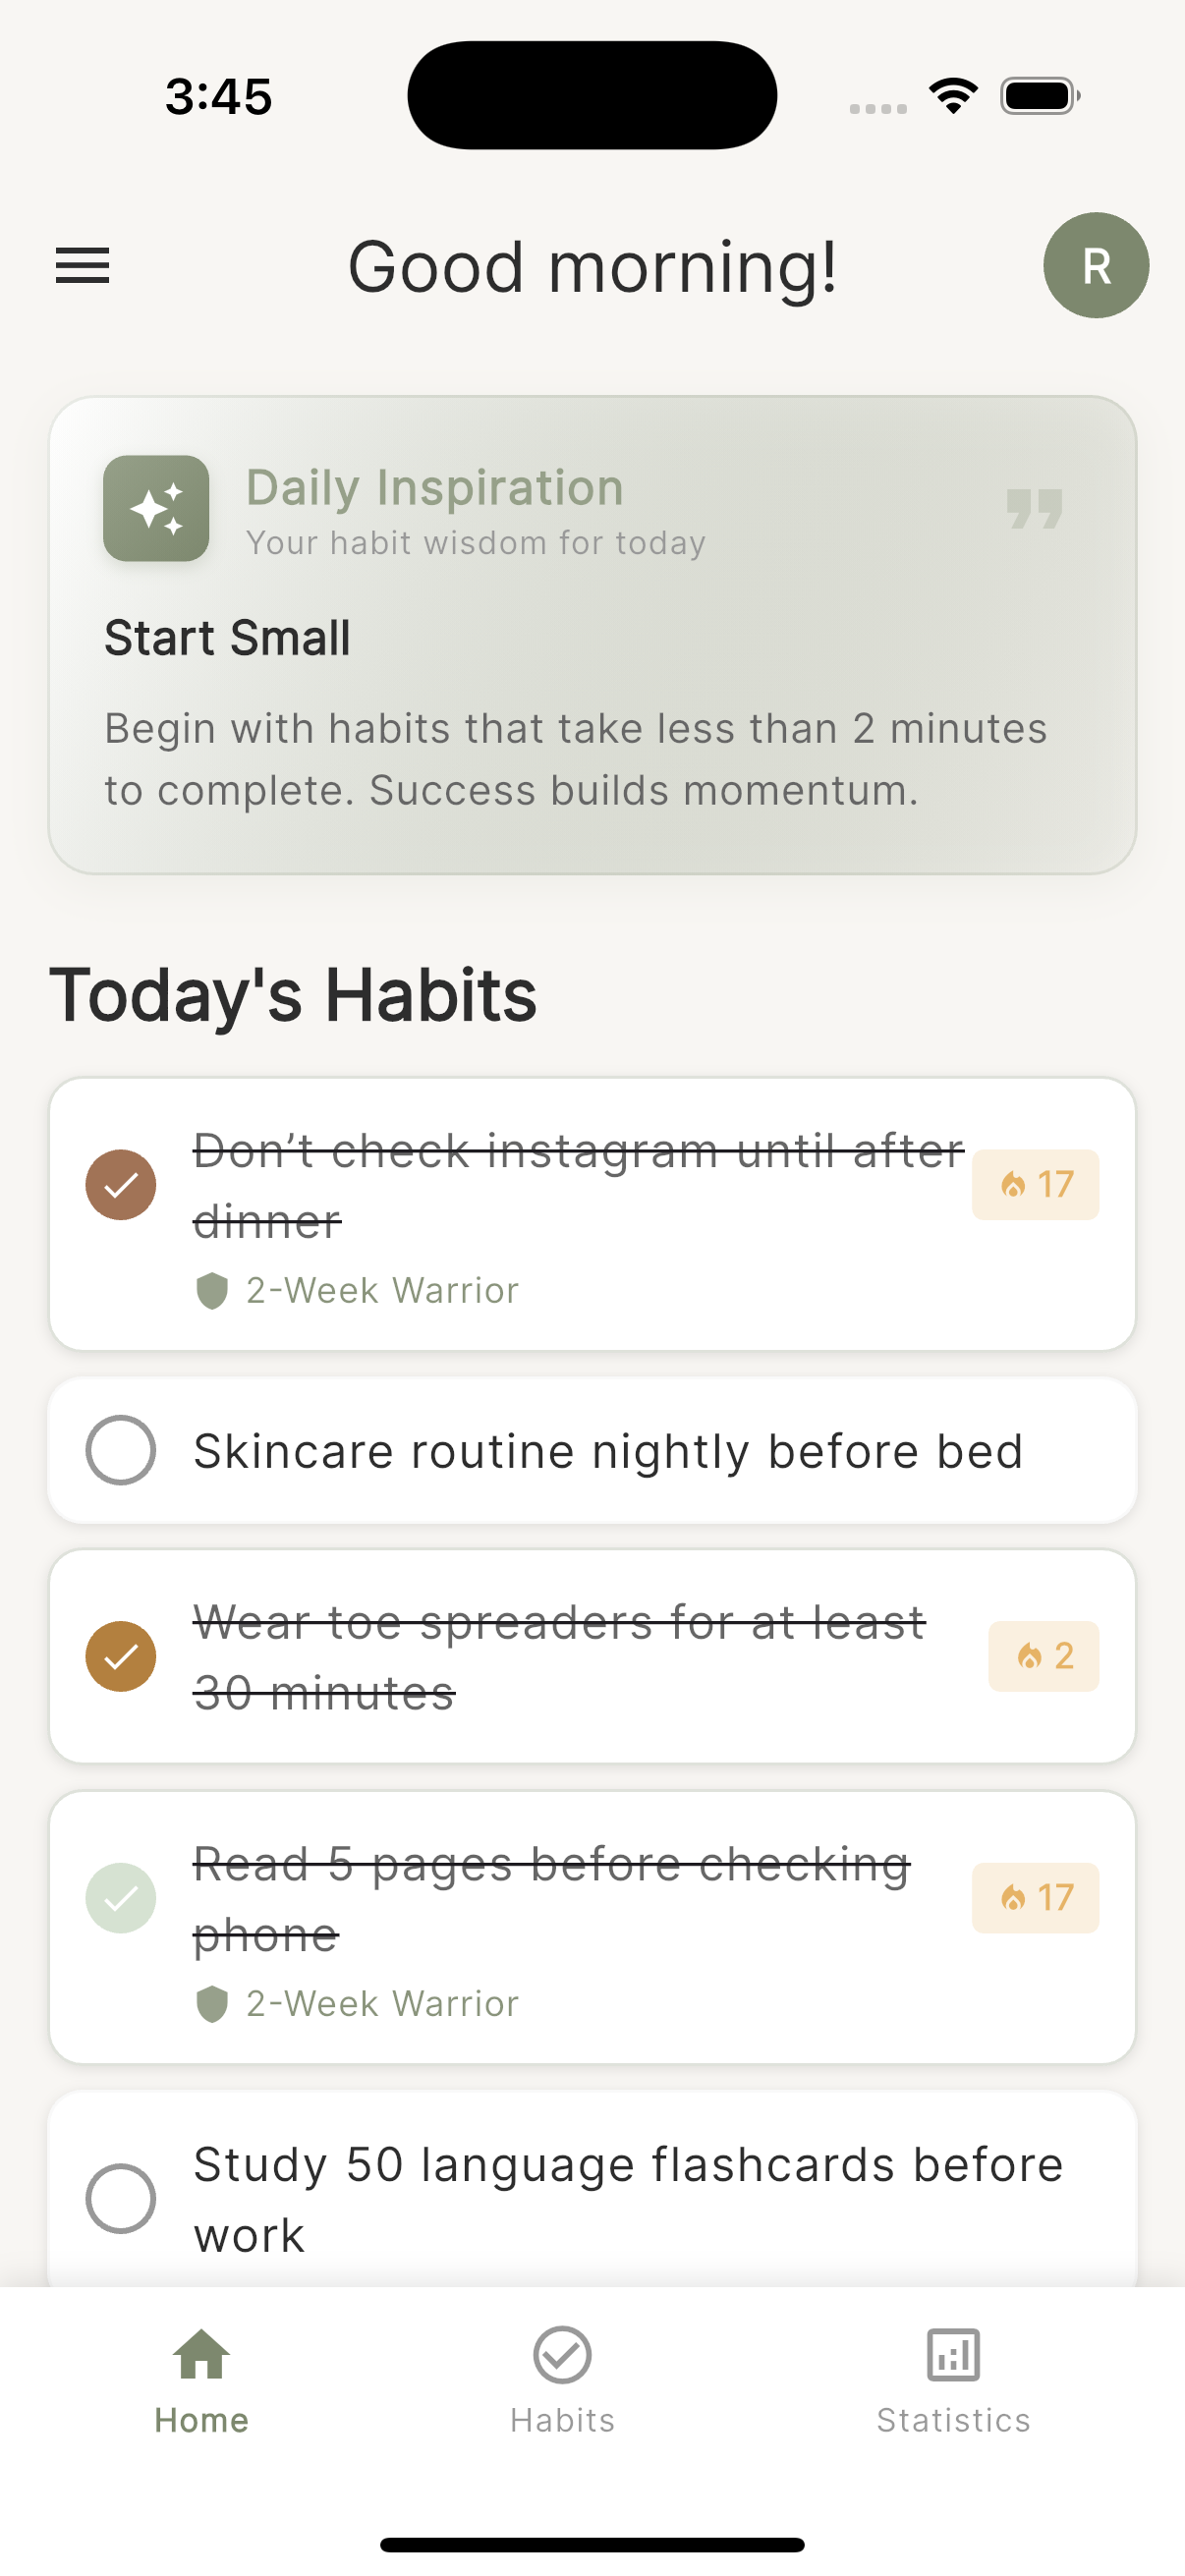 3:45
Good morning!
R
Daily Inspiration
Your habit wisdom for today
Start Small
Begin with habits that take less than 2 minutes
to complete. Success builds momentum.
Today's Habits
Don’t check instagram until after
dinner
17
2-Week Warrior
Skincare routine nightly before bed
Wear toe spreaders for at least
30 minutes
2
Read 5 pages before checking
phone
17
2-Week Warrior
Study 50 language flashcards before
work
Home
Habits
Statistics